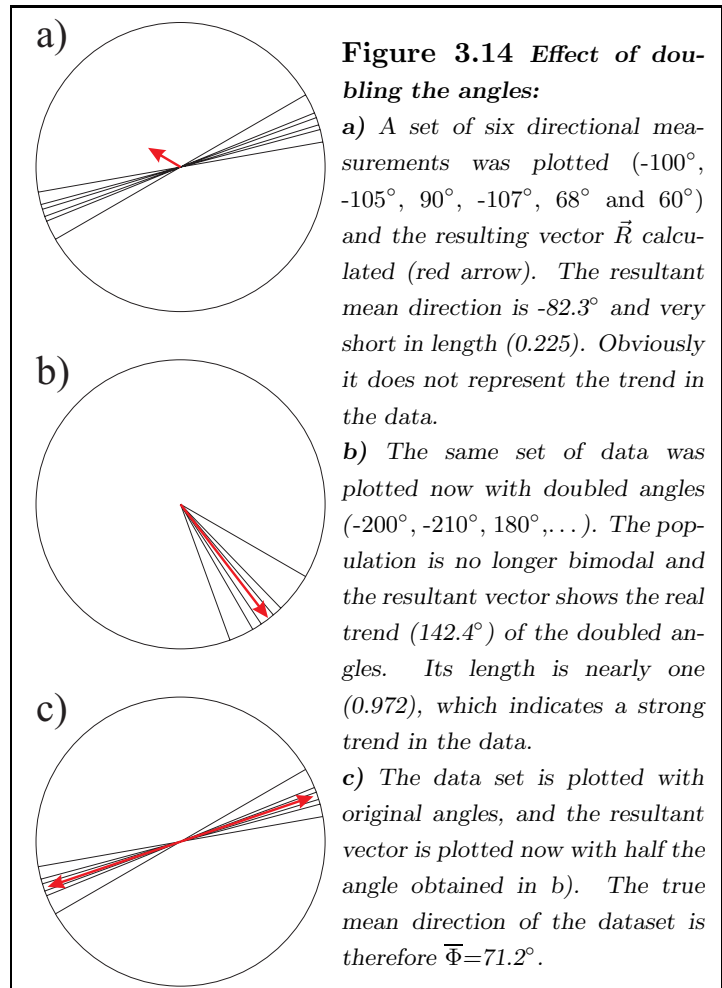 a)
b)
c)
Figure 3.14 Effect of dou-
bling the angles:
a) A set of six directional mea-
surements was plotted (-100°,
-105°, 90°, -107°, 68° and 60°)
and the resulting vector R⃗ calcu-
lated (red arrow). The resultant
mean direction is -82.3° and very
short in length (0.225). Obviously
it does not represent the trend in
the data.
b) The same set of data was
plotted now with doubled angles
(-200°, -210°, 180°,...). The pop-
ulation is no longer bimodal and
the resultant vector shows the real
trend (142.4°) of the doubled an-
gles. Its length is nearly one
(0.972), which indicates a strong
trend in the data.
c) The data set is plotted with
original angles, and the resultant
vector is plotted now with half the
angle obtained in b). The true
mean direction of the dataset is
therefore Φ̅=71.2°.